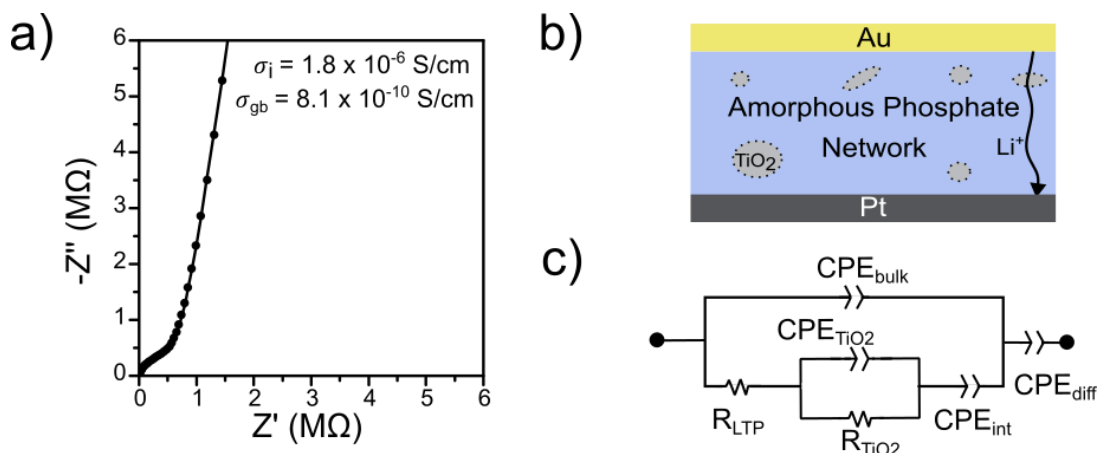 a)
6
5
4
3
2
1
0
0 1 2 3 4 5 6
-Z'' (MΩ)
Z' (MΩ)
σi = 1.8 x 10⁻⁶ S/cm
σgb = 8.1 x 10⁻¹⁰ S/cm
b)
Au
Amorphous Phosphate
Network
TiO₂
Li⁺
Pt
c)
CPEbulk
CPETiO2
RLTP
RTiO2
CPEint
CPEdiff